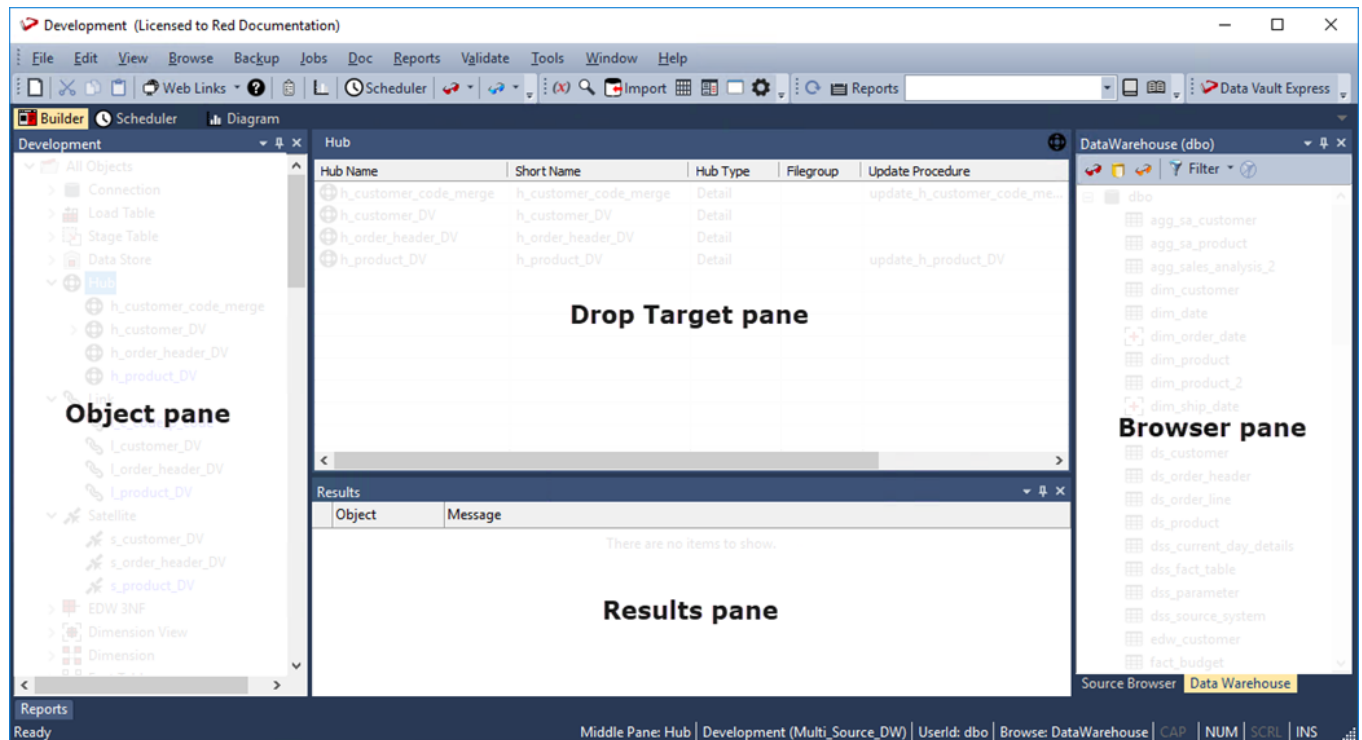 Development (Licensed to Red Documentation)
File Edit View Browse Backup Jobs Doc Reports Validate Tools Window Help
Web Links Scheduler (x) Import Reports Data Vault Express
Builder Scheduler Diagram
Development
All Objects
Connection
Load Table
Stage Table
Data Store
Hub
h_customer_code_merge
h_customer_DV
h_order_header_DV
h_product_DV
Link
Object pane
l_customer_DV
l_order_header_DV
l_product_DV
Satellite
s_customer_DV
s_order_header_DV
s_product_DV
EDW 3NF
Dimension View
Dimension
Hub
Hub Name Short Name Hub Type Filegroup Update Procedure
h_customer_code_merge h_customer_code_merge Detail update_h_customer_code_me...
h_customer_DV h_customer_DV Detail
h_order_header_DV h_order_header_DV Detail
h_product_DV h_product_DV Detail update_h_product_DV
Drop Target pane
Results
Object Message
There are no items to show.
Results pane
DataWarehouse (dbo)
Filter
dbo
agg_sa_customer
agg_sa_product
agg_sales_analysis_2
dim_customer
dim_date
dim_order_date
dim_product
dim_product_2
dim_ship_date
Browser pane
ds_customer
ds_order_header
ds_order_line
ds_product
dss_current_day_details
dss_fact_table
dss_parameter
dss_source_system
edw_customer
fact_budget
Source Browser Data Warehouse
Reports
Ready Middle Pane: Hub Development (Multi_Source_DW) UserId: dbo Browse: DataWarehouse CAP NUM SCRL INS